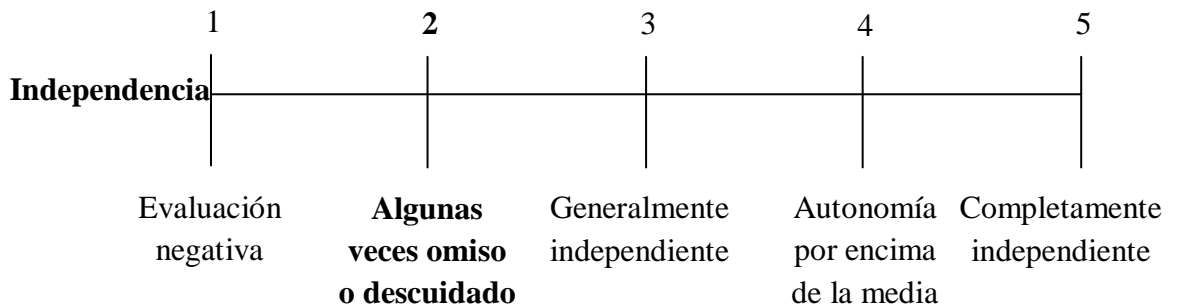 1 2 3 4 5
Independencia
Evaluación Algunas Generalmente Autonomía Completamente
negativa veces omiso independiente por encima independiente
o descuidado de la media